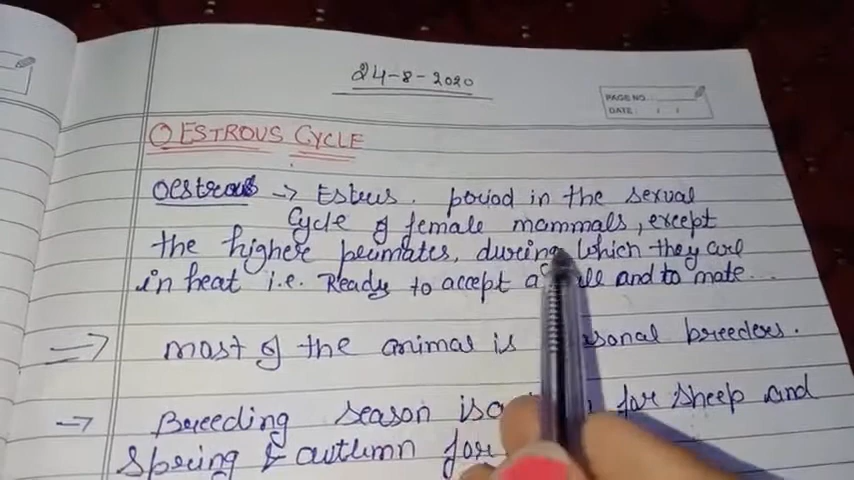 24-8-2020
PAGE NO.
DATE
OESTROUS CYCLE
Oestrous -> Estrus. period in the sexual
Cycle of female mammals, except
the higher primates, during which they are
in heat i.e. Ready to accept a and to mate...
=> most of the animal is breeders.
-> Breeding season is for sheep and
Spring & autumn for